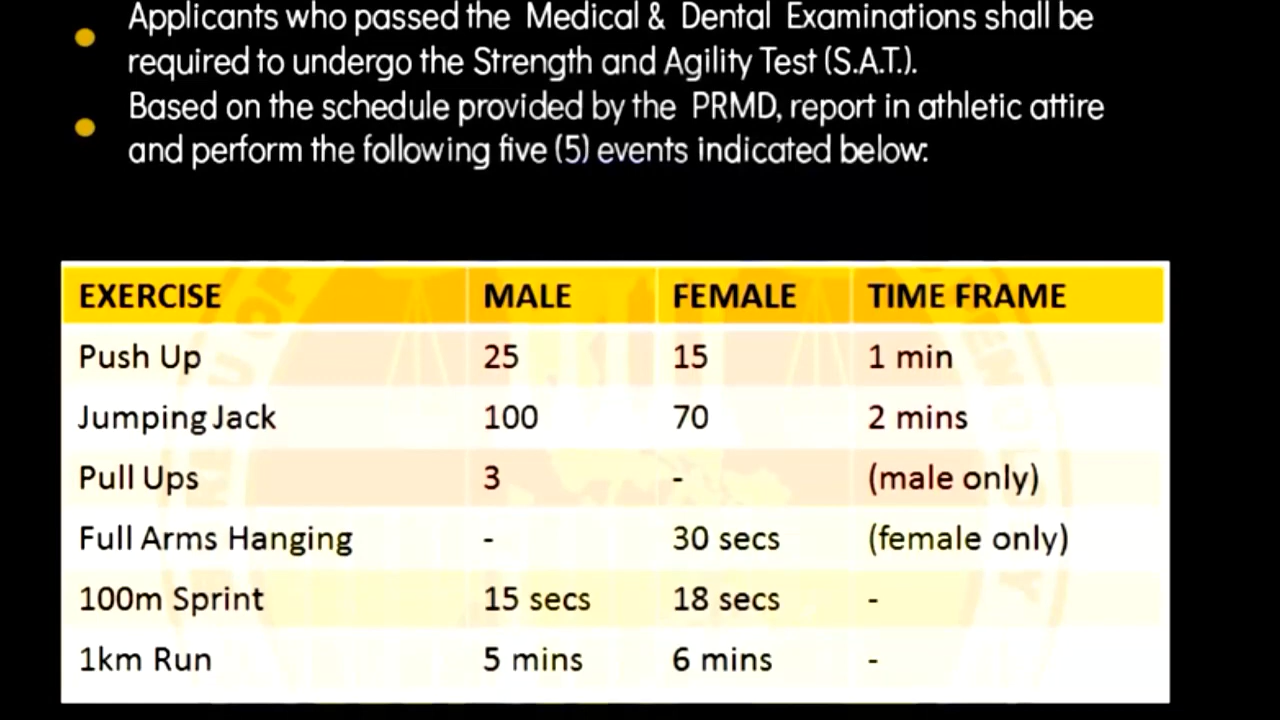 Applicants who passed the Medical & Dental Examinations shall be
required to undergo the Strength and Agility Test (S.A.T.).
Based on the schedule provided by the PRMD, report in athletic attire
and perform the following five (5) events indicated below:
EXERCISE MALE FEMALE TIME FRAME
Push Up 25 15 1 min
Jumping Jack 100 70 2 mins
Pull Ups 3 - (male only)
Full Arms Hanging - 30 secs (female only)
100m Sprint 15 secs 18 secs -
1km Run 5 mins 6 mins -